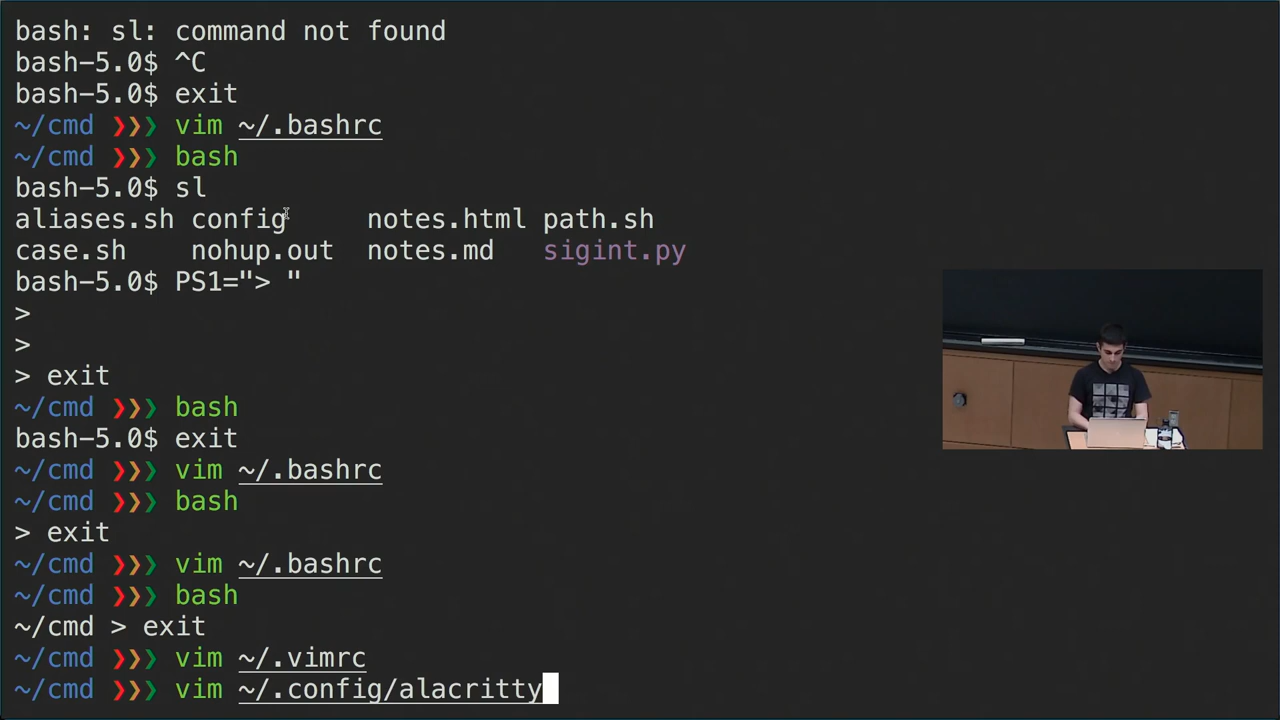 bash: sl: command not found
bash-5.0$ ^C
bash-5.0$ exit
~/cmd ❯❯❯ vim ~/.bashrc
~/cmd ❯❯❯ bash
bash-5.0$ sl
aliases.sh config notes.html path.sh
case.sh nohup.out notes.md sigint.py
bash-5.0$ PS1="> "
>
>
> exit
~/cmd ❯❯❯ bash
bash-5.0$ exit
~/cmd ❯❯❯ vim ~/.bashrc
~/cmd ❯❯❯ bash
> exit
~/cmd ❯❯❯ vim ~/.bashrc
~/cmd ❯❯❯ bash
~/cmd > exit
~/cmd ❯❯❯ vim ~/.vimrc
~/cmd ❯❯❯ vim ~/.config/alacritty